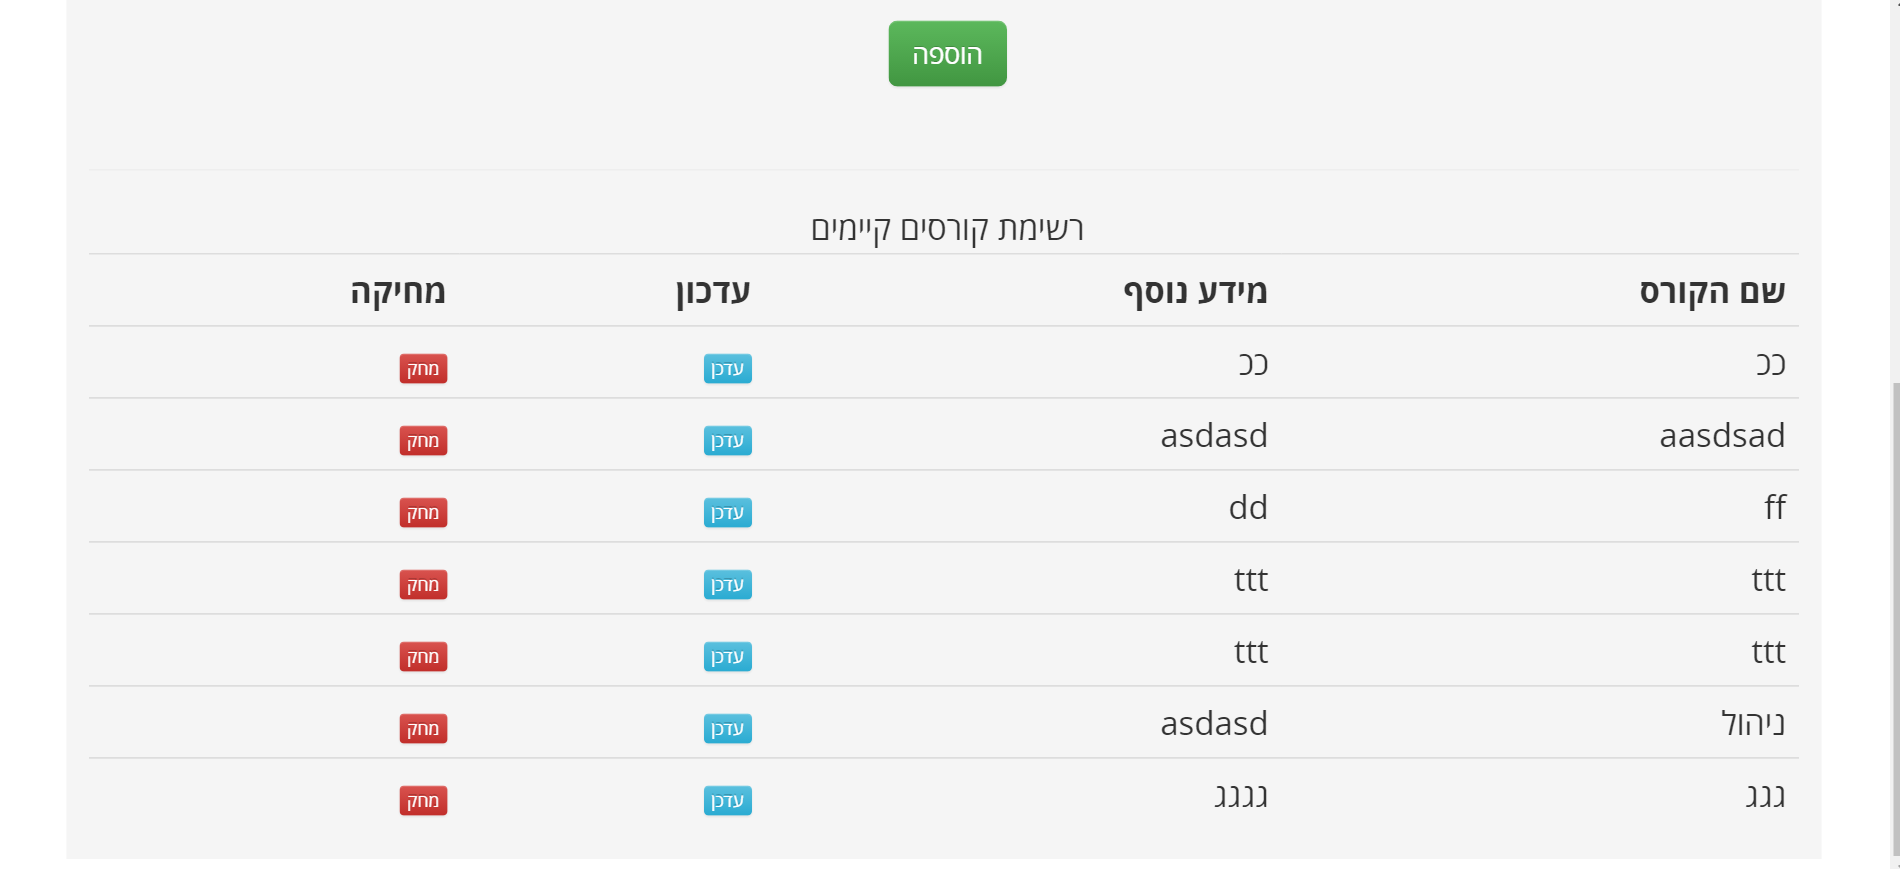 הוספה
רשימת קורסים קיימים
שם הקורס מידע נוסף עדכון מחיקה
ככ ככ עדכן מחק
aasdsad asdasd עדכן מחק
ff dd עדכן מחק
ttt ttt עדכן מחק
ttt ttt עדכן מחק
ניהול asdasd עדכן מחק
גגג גגגג עדכן מחק